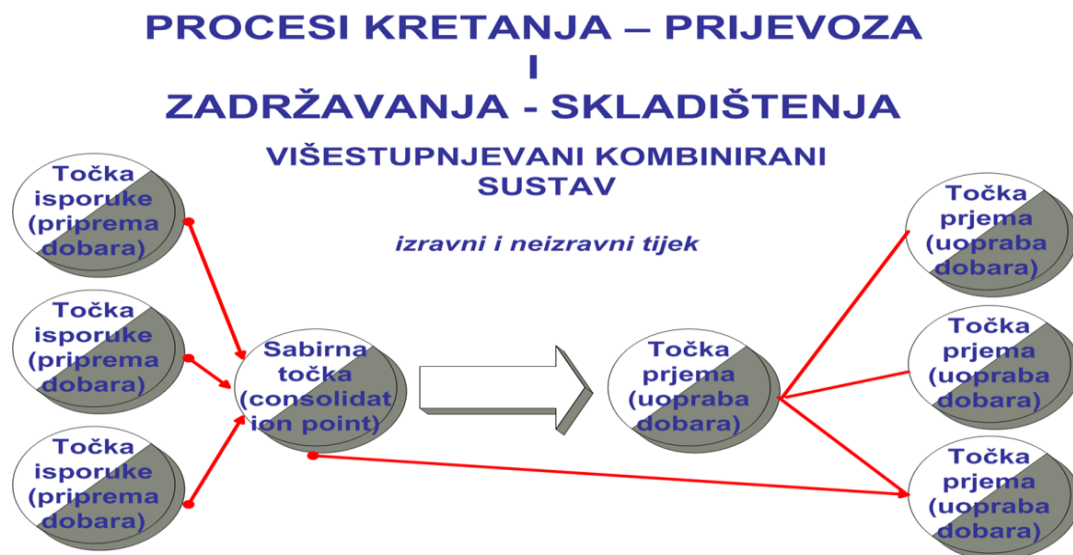 PROCESI KRETANJA – PRIJEVOZA
I
ZADRŽAVANJA - SKLADIŠTENJA
VIŠESTUPNJEVANI KOMBINIRANI
SUSTAV
izravni i neizravni tijek
Točka
isporuke
(priprema
dobara)
Točka
isporuke
(priprema
dobara)
Točka
isporuke
(priprema
dobara)
Sabirna
točka
(consolidat
ion point)
Točka
prjema
(uopraba
dobara)
Točka
prjema
(uopraba
dobara)
Točka
prjema
(uopraba
dobara)
Točka
prjema
(uopraba
dobara)